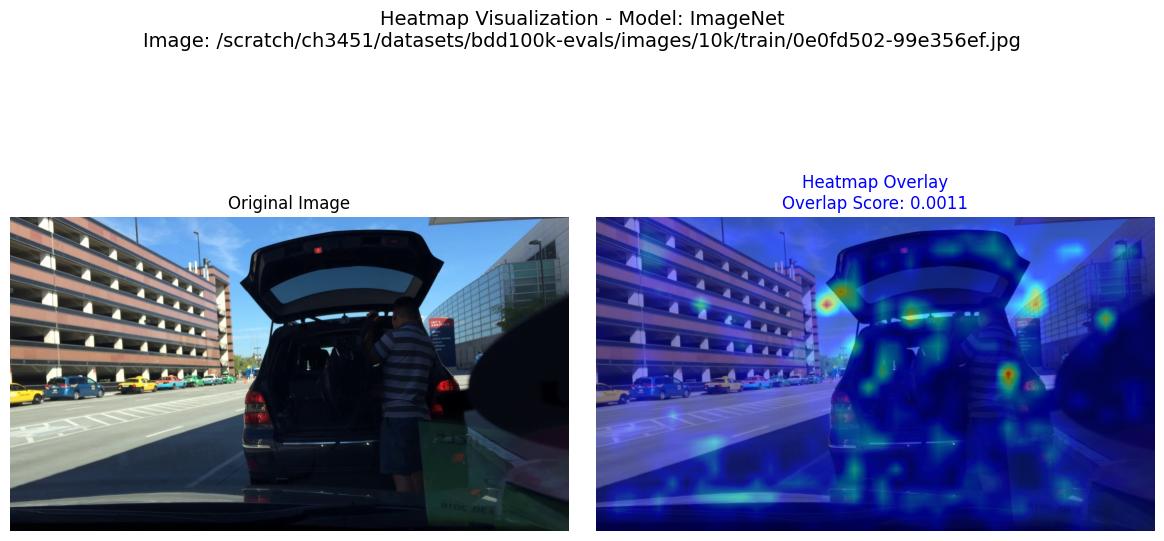 Heatmap Visualization - Model: ImageNet
Image: /scratch/ch3451/datasets/bdd100k-evals/images/10k/train/0e0fd502-99e356ef.jpg
Original Image
Heatmap Overlay
Overlap Score: 0.0011